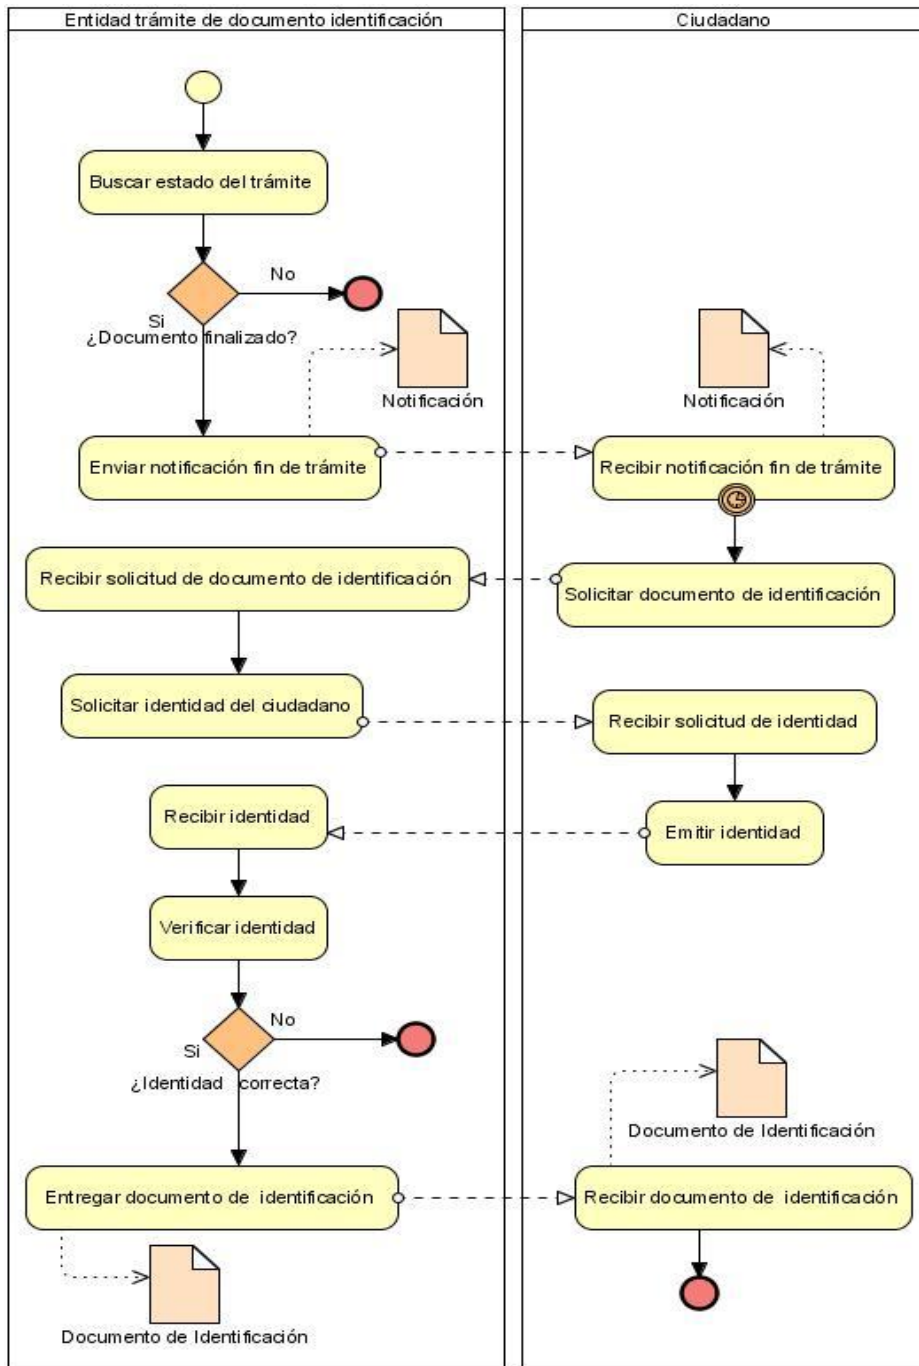 Entidad trámite de documento identificación
Ciudadano
Buscar estado del trámite
No
Si
¿Documento finalizado?
Notificación
Notificación
Enviar notificación fin de trámite
Recibir notificación fin de trámite
Recibir solicitud de documento de identificación
Solicitar documento de identificación
Solicitar identidad del ciudadano
Recibir solicitud de identidad
Recibir identidad
Emitir identidad
Verificar identidad
No
Si
¿Identidad correcta?
Documento de Identificación
Entregar documento de identificación
Recibir documento de identificación
Documento de Identificación